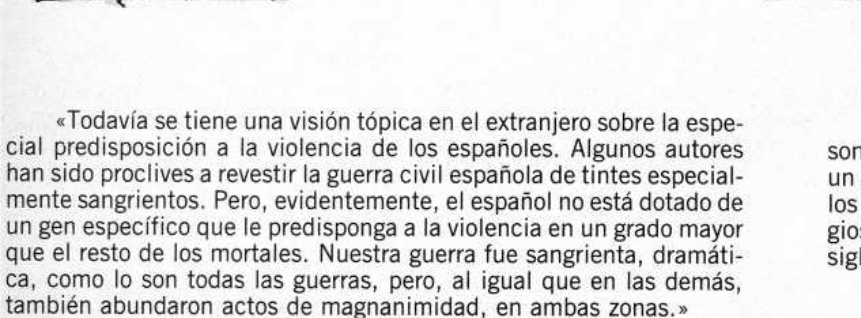 «Todavía se tiene una visión tópica en el extranjero sobre la espe-
cial predisposición a la violencia de los españoles. Algunos autores
han sido proclives a revestir la guerra civil española de tintes especial-
mente sangrientos. Pero, evidentemente, el español no está dotado de
un gen específico que le predisponga a la violencia en un grado mayor
que el resto de los mortales. Nuestra guerra fue sangrienta, dramáti-
ca, como lo son todas las guerras, pero, al igual que en las demás,
también abundaron actos de magnanimidad, en ambas zonas.»
son
un
los
gios
sigl